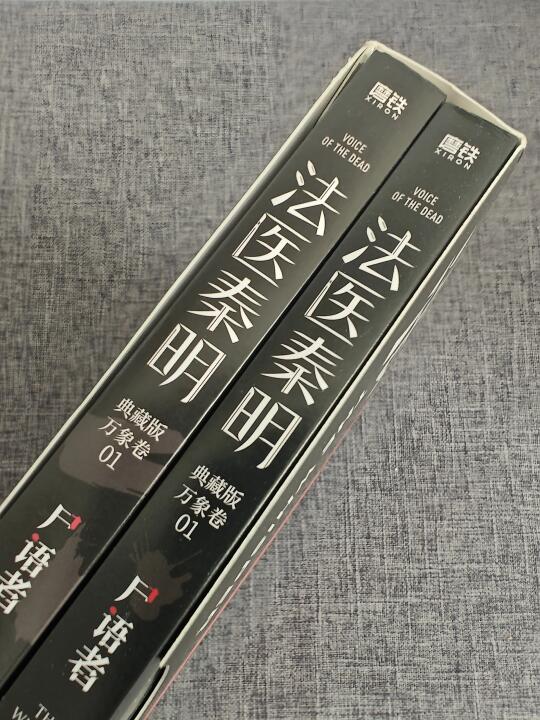 磨铁
XIRON
VOICE
OF THE DEAD
法医秦明
典藏版
万象卷
01
尸语者
磨铁
XIRON
VOICE
OF THE DEAD
法医秦明
典藏版
万象卷
01
尸语者